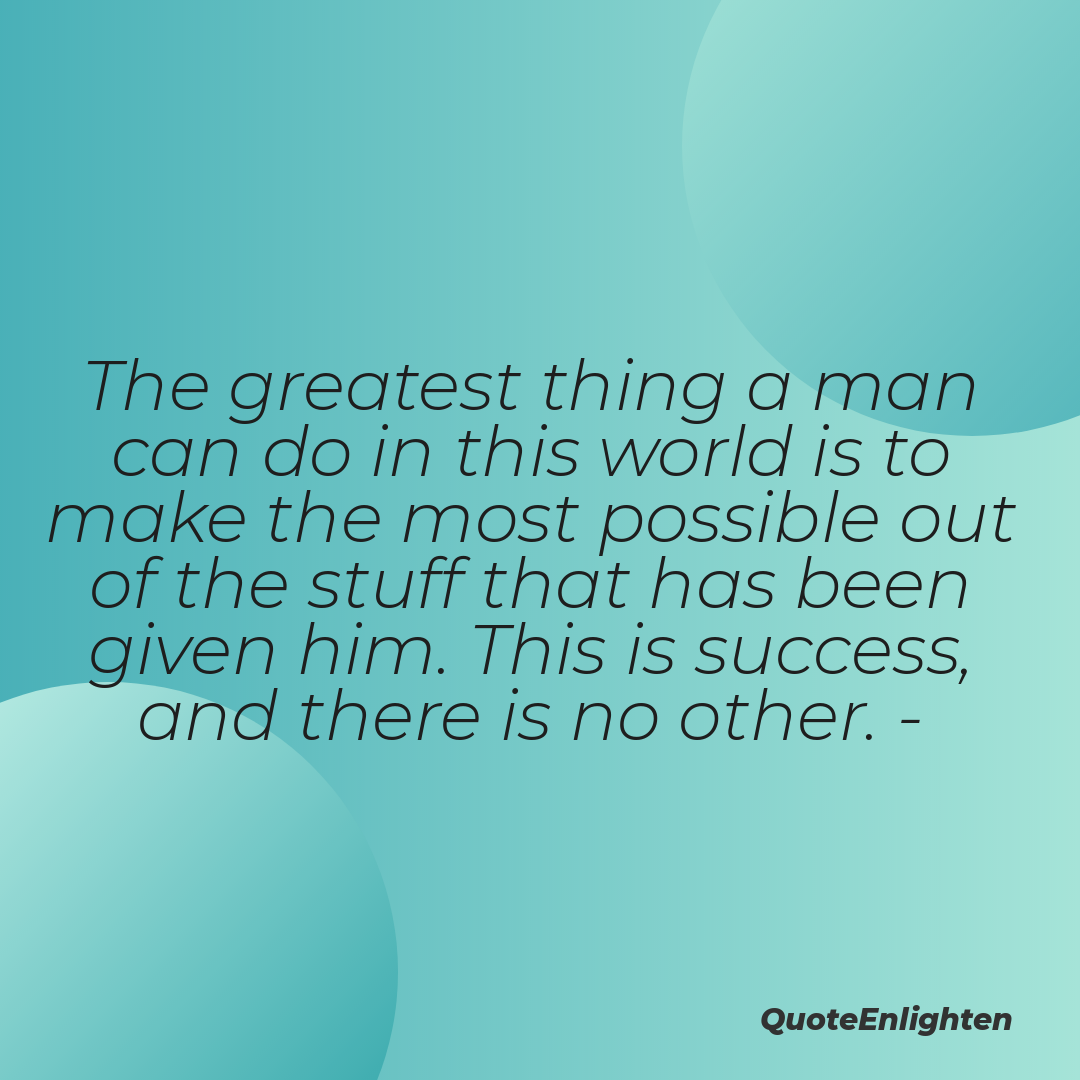 The greatest thing a man
can do in this world is to
make the most possible out
of the stuff that has been
given him. This is success,
and there is no other. -
QuoteEnlighten